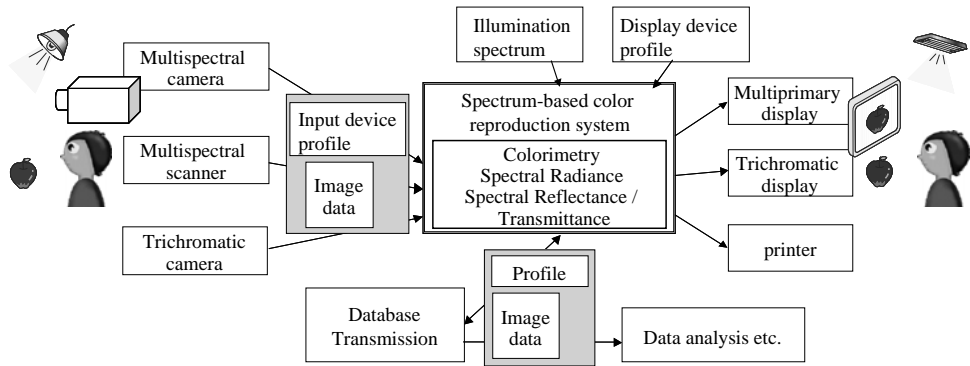 Illumination
spectrum
Display device
profile
Multispectral
camera
Input device
profile
Image
data
Multispectral
scanner
Trichromatic
camera
Spectrum-based color
reproduction system
Colorimetry
Spectral Radiance
Spectral Reflectance /
Transmittance
Multiprimary
display
Trichromatic
display
printer
Profile
Image
data
Database
Transmission
Data analysis etc.